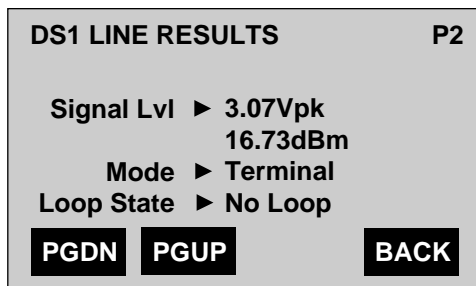 DS1 LINE RESULTS P2
Signal Lvl ► 3.07Vpk
16.73dBm
Mode ► Terminal
Loop State ► No Loop
PGDN PGUP BACK